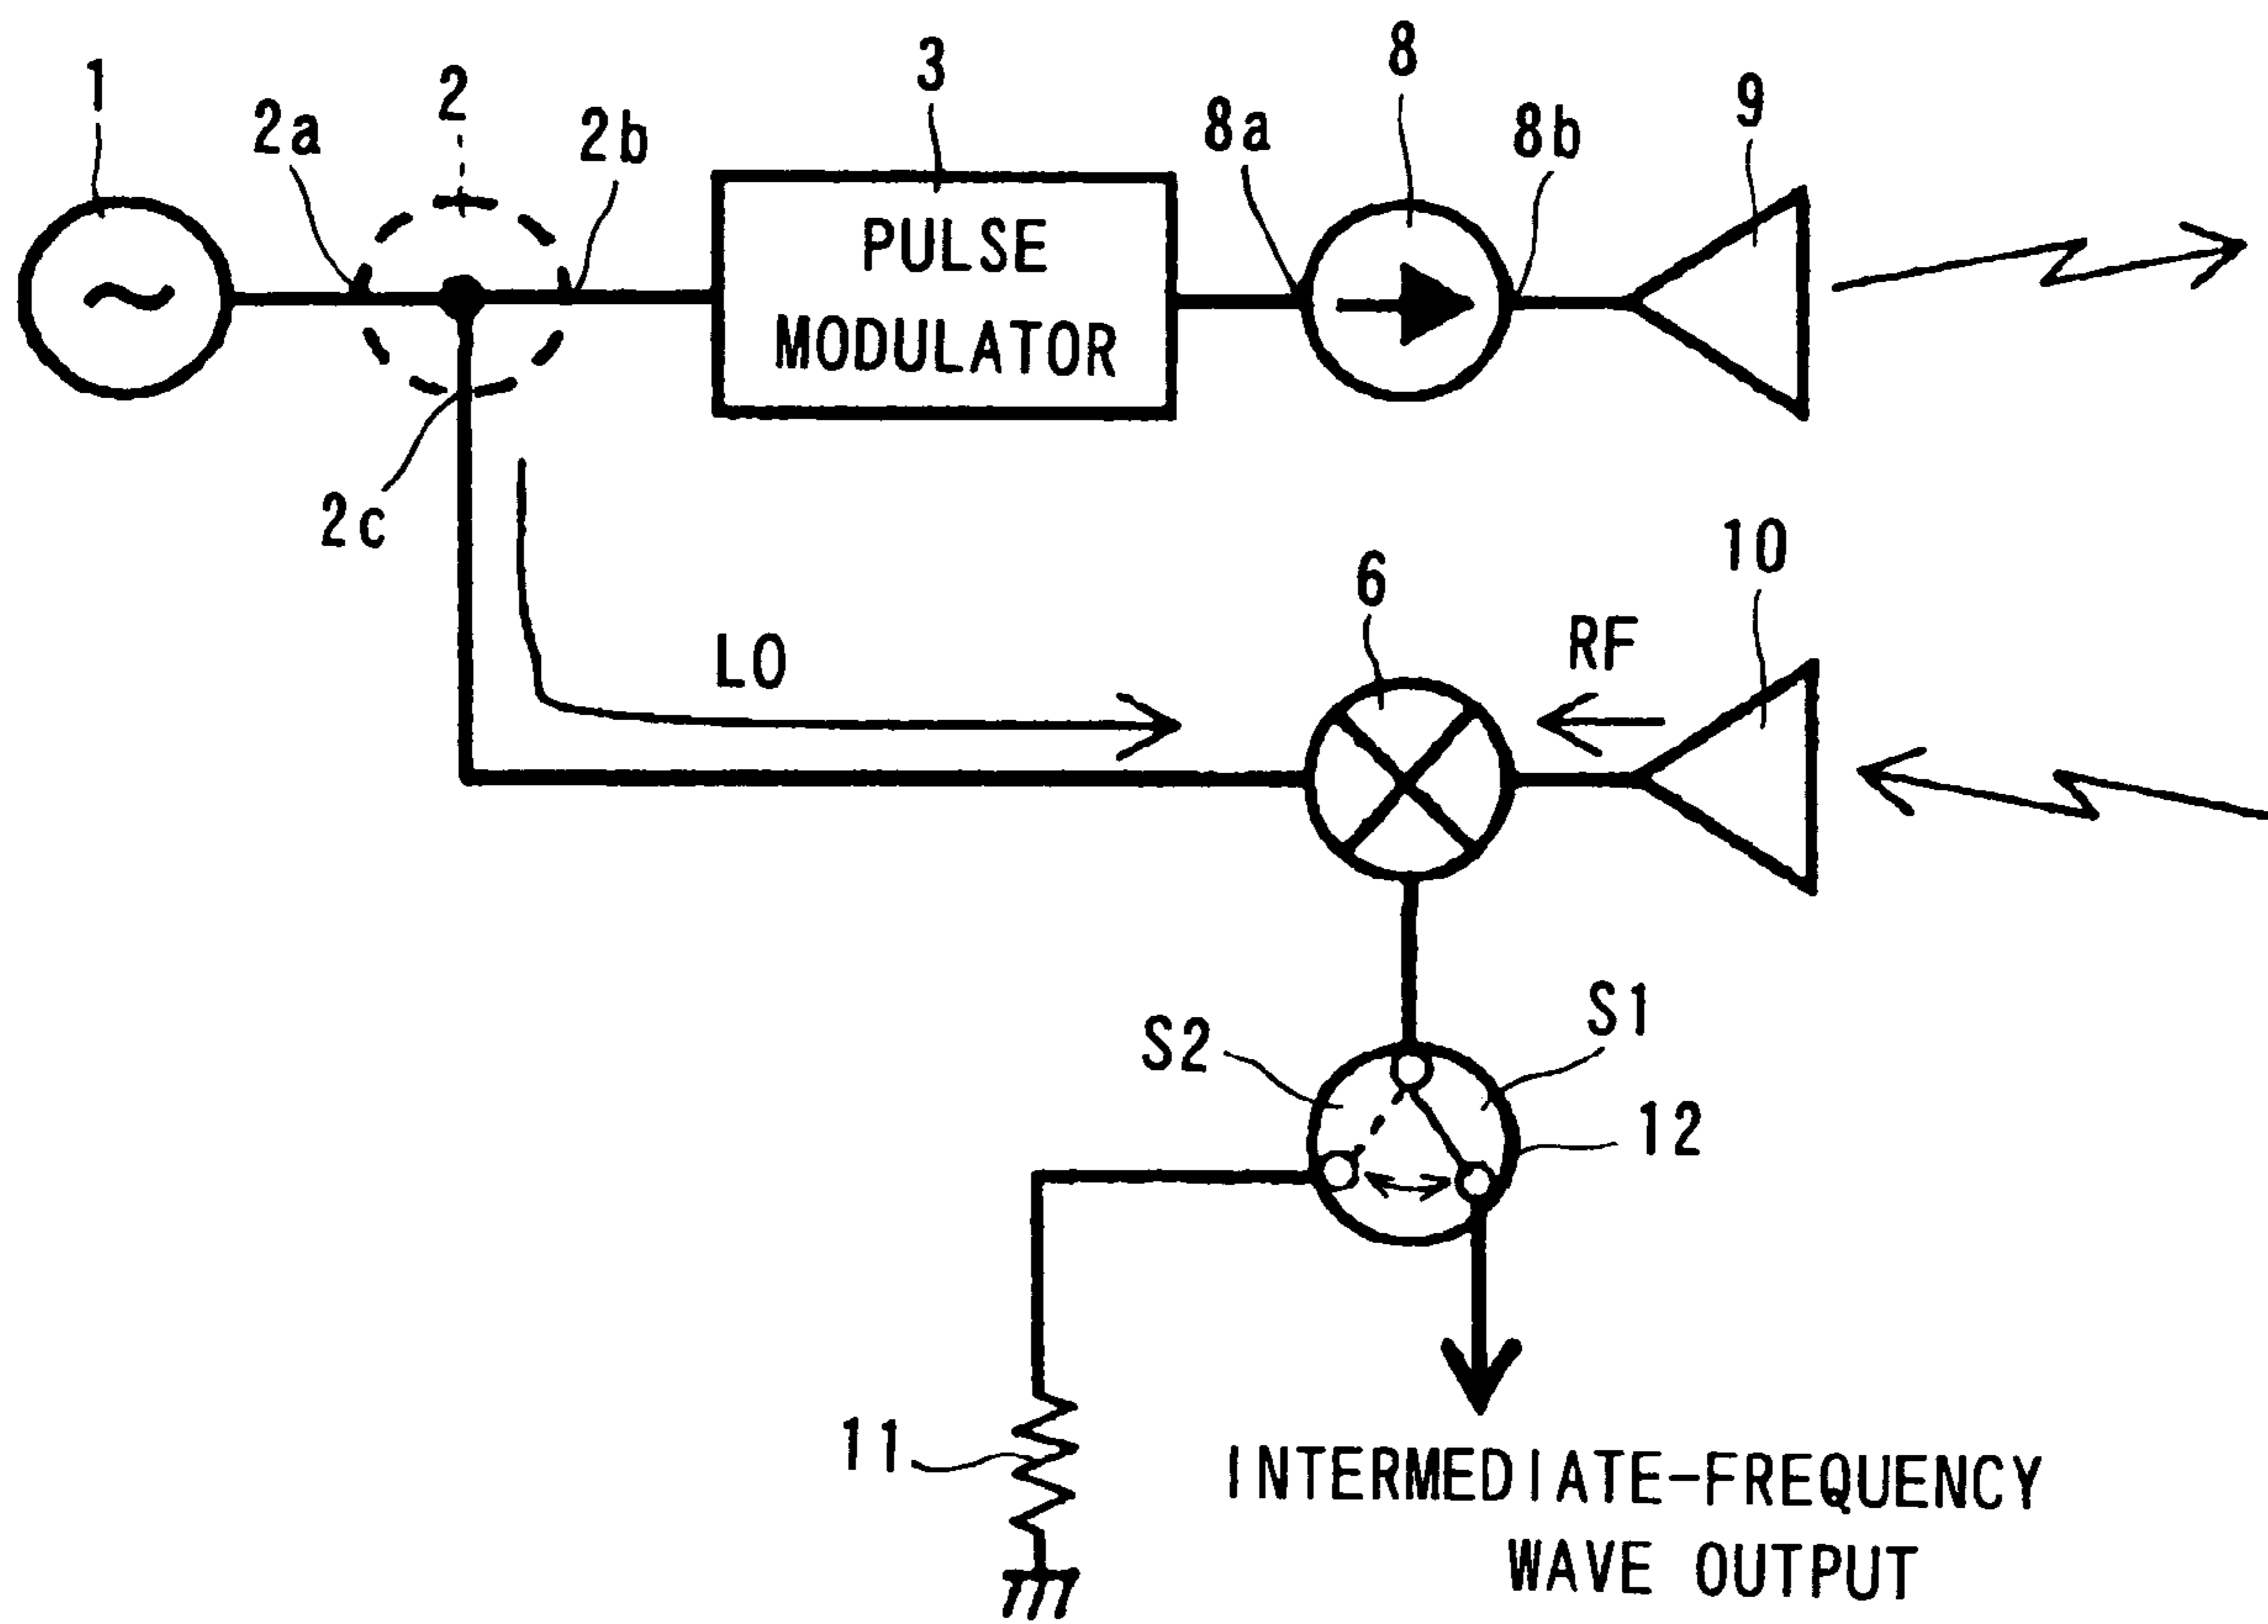 1
2a
2
2b
3
8a
8
8b
9
PULSE
MODULATOR
2c
LO
6
RF
10
S2
S1
12
11
INTERMEDIATE-FREQUENCY
WAVE OUTPUT